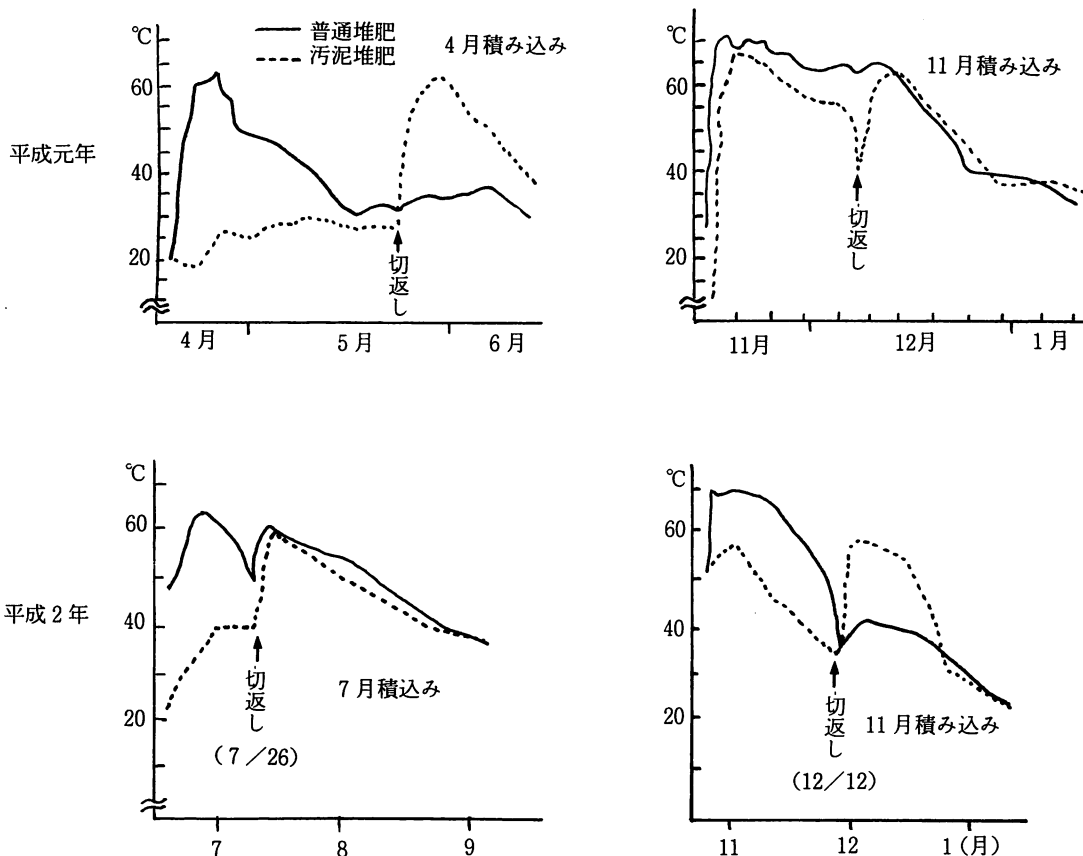 平成元年
℃
60
40
20
普通堆肥
汚泥堆肥
4月積み込み
切返し
4月
5月
6月
℃
60
40
20
11月積み込み
切返し
11月
12月
1月
平成2年
℃
60
40
20
7月積込み
切返し
(7/26)
7
8
9
℃
60
40
20
11月積み込み
切返し
(12/12)
11
12
1(月)